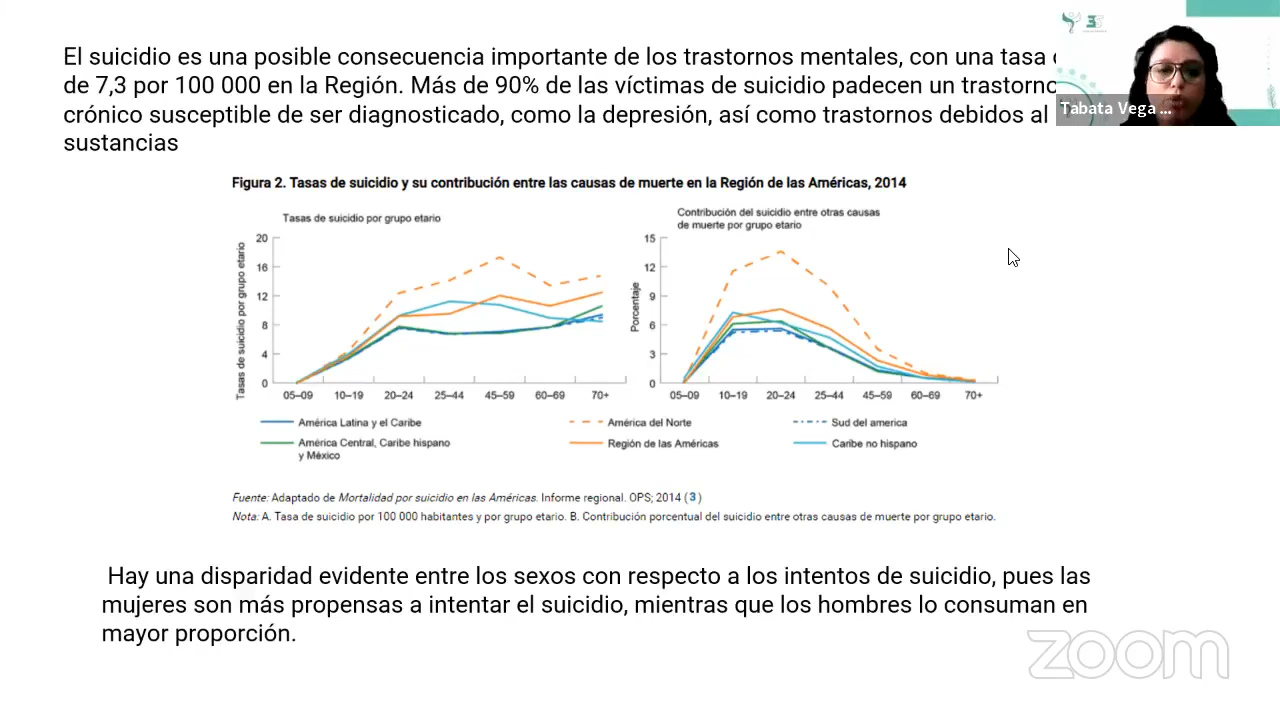 El suicidio es una posible consecuencia importante de los trastornos mentales, con una tasa
de 7,3 por 100 000 en la Región. Más de 90% de las víctimas de suicidio padecen un trastorno
crónico susceptible de ser diagnosticado, como la depresión, así como trastornos debidos al
sustancias
Tabata Vega ...
Figura 2. Tasas de suicidio y su contribución entre las causas de muerte en la Región de las Américas, 2014
Tasas de suicidio por grupo etario
Tasas de suicidio por grupo etario
20
16
12
8
4
0
05–09 10–19 20–24 25–44 45–59 60–69 70+
Contribución del suicidio entre otras causas
de muerte por grupo etario
Porcentaje
15
12
9
6
3
0
05–09 10–19 20–24 25–44 45–59 60–69 70+
América Latina y el Caribe América del Norte Sud del america
América Central, Caribe hispano Región de las Américas Caribe no hispano
y México
Fuente: Adaptado de Mortalidad por suicidio en las Américas. Informe regional. OPS; 2014 (3)
Nota: A. Tasa de suicidio por 100 000 habitantes y por grupo etario. B. Contribución porcentual del suicidio entre otras causas de muerte por grupo etario.
Hay una disparidad evidente entre los sexos con respecto a los intentos de suicidio, pues las
mujeres son más propensas a intentar el suicidio, mientras que los hombres lo consuman en
mayor proporción.
zoom